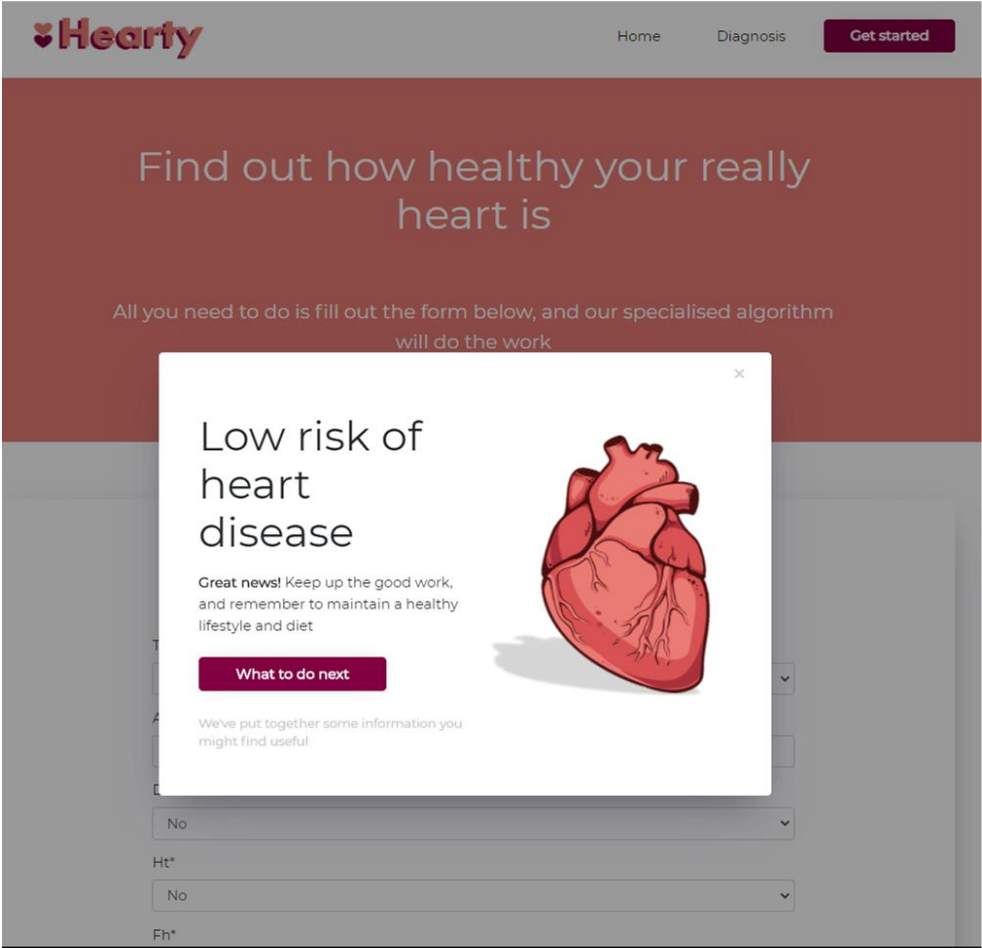 Hearty
Home Diagnosis Get started
Find out how healthy your really
heart is
All you need to do is fill out the form below, and our specialised algorithm
will do the work
×
Low risk of
heart
disease
Great news! Keep up the good work,
and remember to maintain a healthy
lifestyle and diet
What to do next
We've put together some information you
might find useful
No
Ht*
No
Fh*